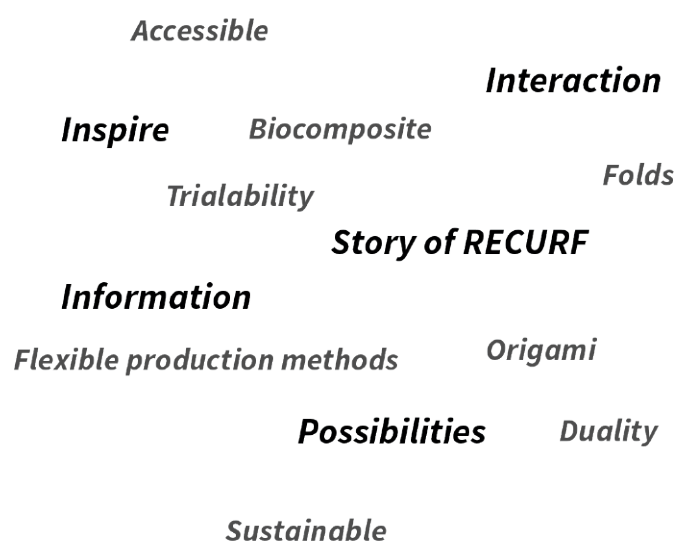 Accessible
Interaction
Inspire
Biocomposite
Folds
Trialability
Story of RECURF
Information
Origami
Flexible production methods
Possibilities
Duality
Sustainable